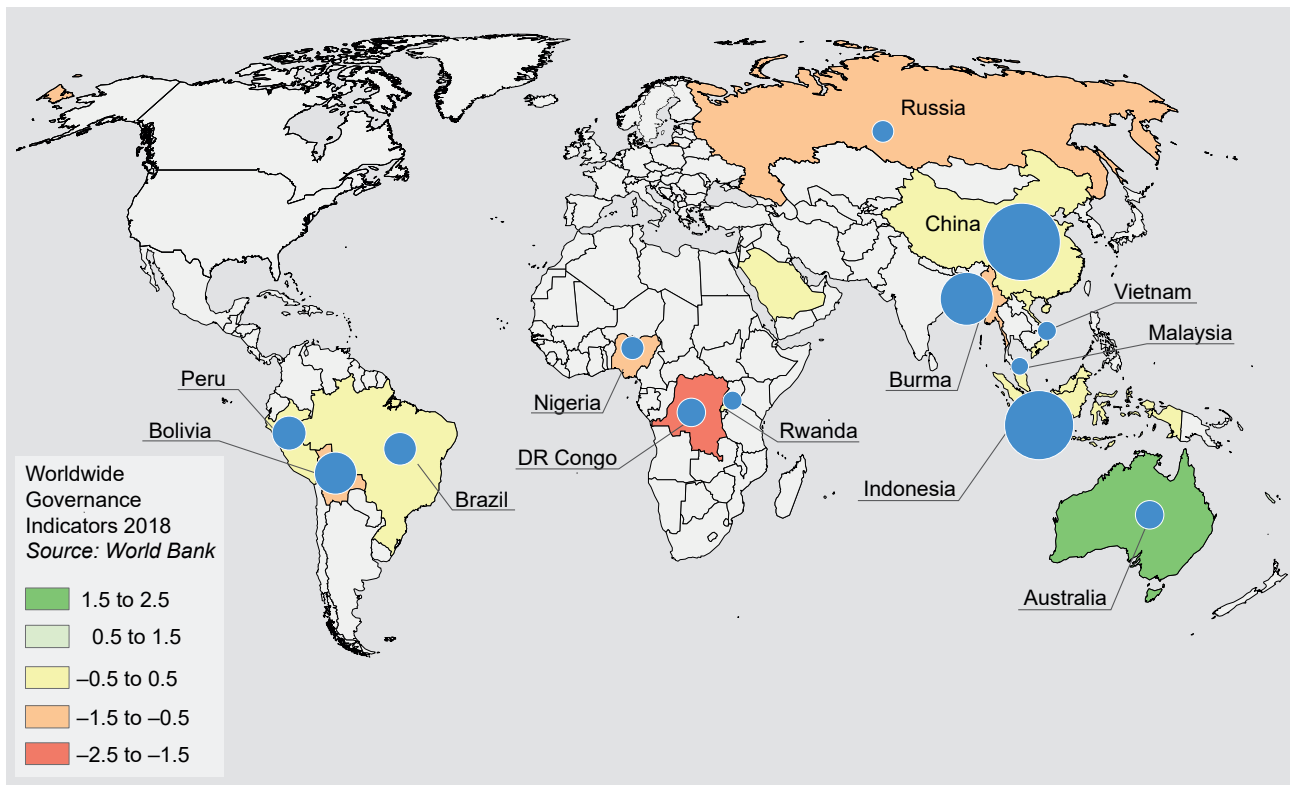 Russia
China
Vietnam
Malaysia
Burma
Peru
Nigeria
Bolivia
Rwanda
DR Congo
Indonesia
Brazil
Australia
Worldwide
Governance
Indicators 2018
Source: World Bank
1.5 to 2.5
0.5 to 1.5
–0.5 to 0.5
–1.5 to –0.5
–2.5 to –1.5